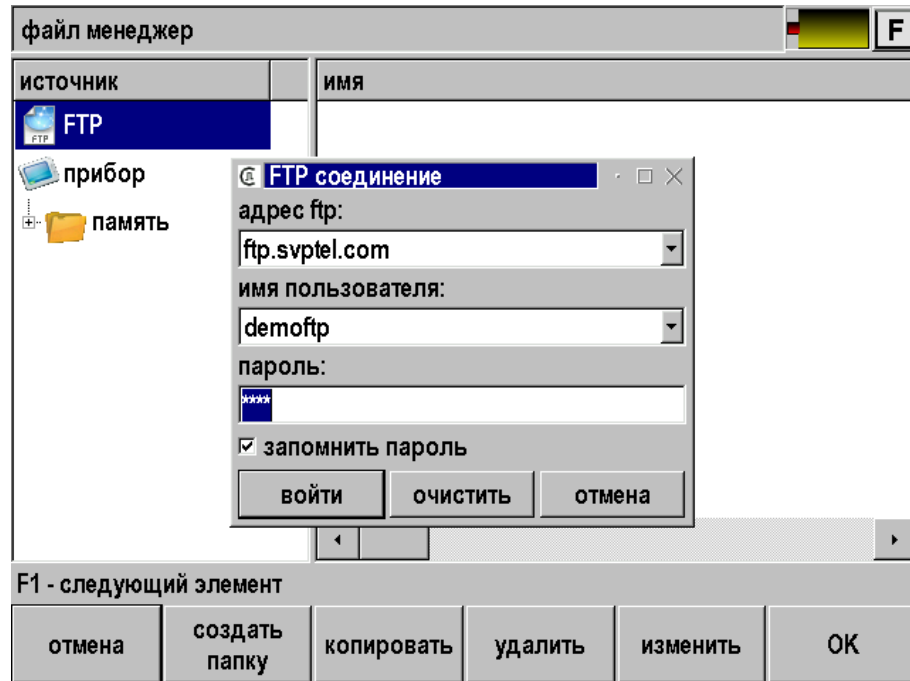 файл менеджер
F
источник
имя
FTP
прибор
память
FTP соединение
адрес ftp:
ftp.svptel.com
имя пользователя:
demoftp
пароль:
****
запомнить пароль
войти
очистить
отмена
F1 - следующий элемент
отмена
создать
папку
копировать
удалить
изменить
OK